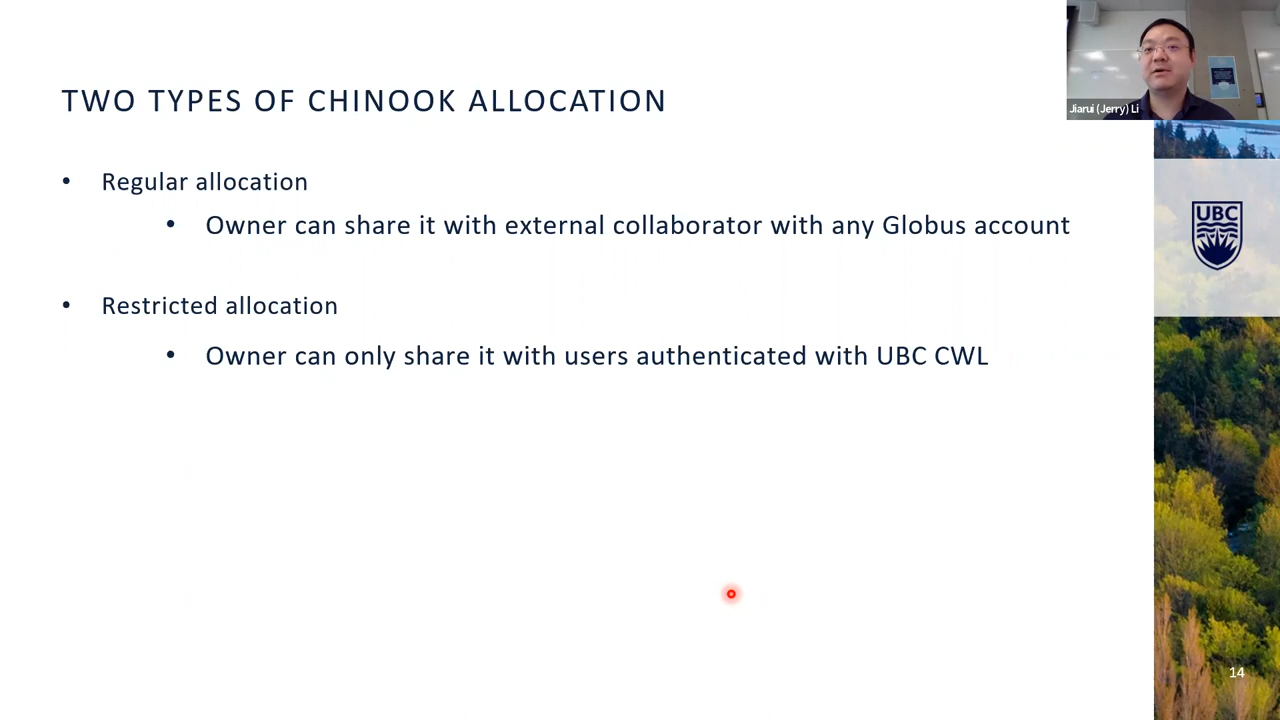 TWO TYPES OF CHINOOK ALLOCATION
• Regular allocation
• Owner can share it with external collaborator with any Globus account
• Restricted allocation
• Owner can only share it with users authenticated with UBC CWL
Jiarui (Jerry) Li
UBC
14